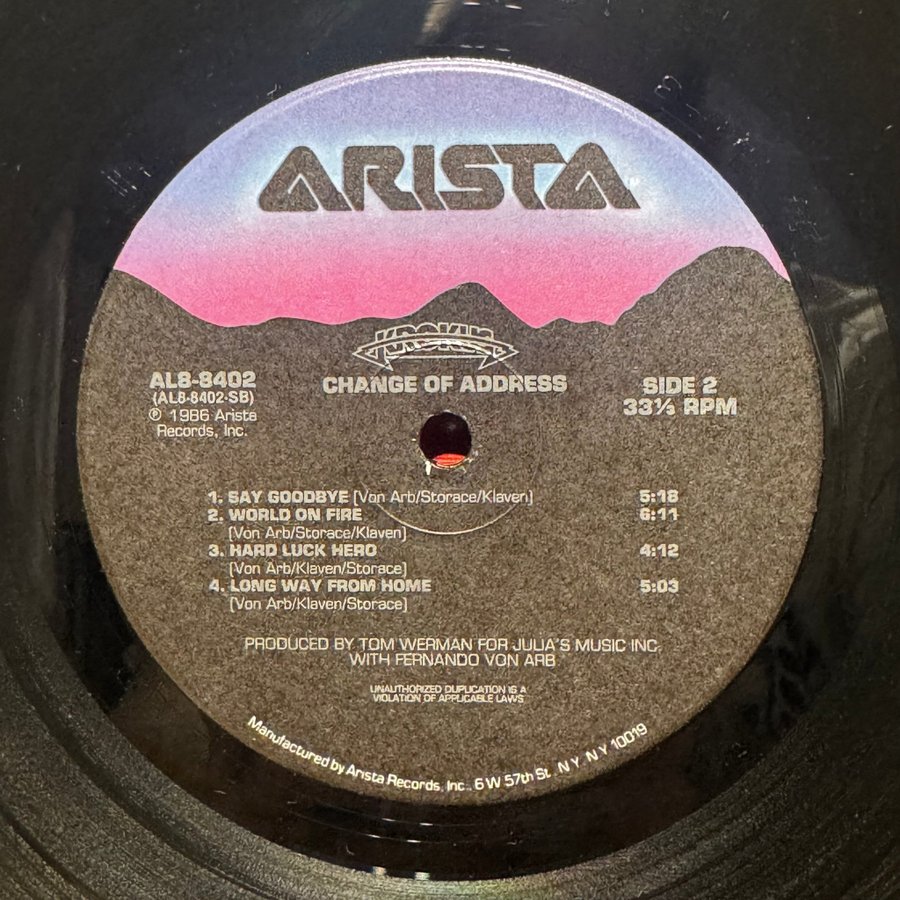 ARISTA
KROKUS
CHANGE OF ADDRESS
AL8-8402
(AL8-8402-SB)
℗ 1986 Arista
Records, Inc.
SIDE 2
33⅓ RPM
1. SAY GOODBYE [Von Arb/Storace/Klaven] 5:18
2. WORLD ON FIRE 6:11
[Von Arb/Storace/Klaven]
3. HARD LUCK HERO 4:12
[Von Arb/Klaven/Storace]
4. LONG WAY FROM HOME 5:03
[Von Arb/Klaven/Storace]
PRODUCED BY TOM WERMAN FOR JULIA'S MUSIC INC.
WITH FERNANDO VON ARB
UNAUTHORIZED DUPLICATION IS A
VIOLATION OF APPLICABLE LAWS
Manufactured by Arista Records, Inc., 6 W 57th St N Y N Y 10019